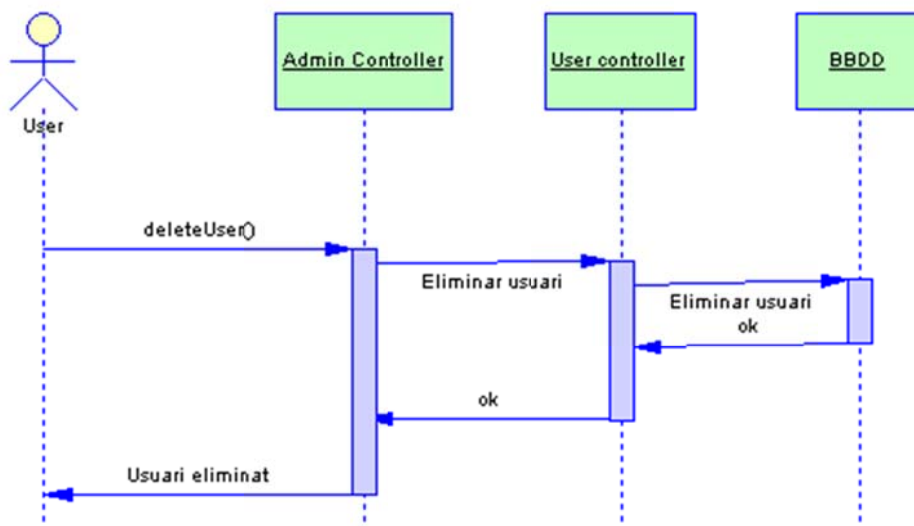 Admin Controller
User controller
BBDD
User
deleteUser()
Eliminar usuari
Eliminar usuari
ok
ok
Usuari eliminat